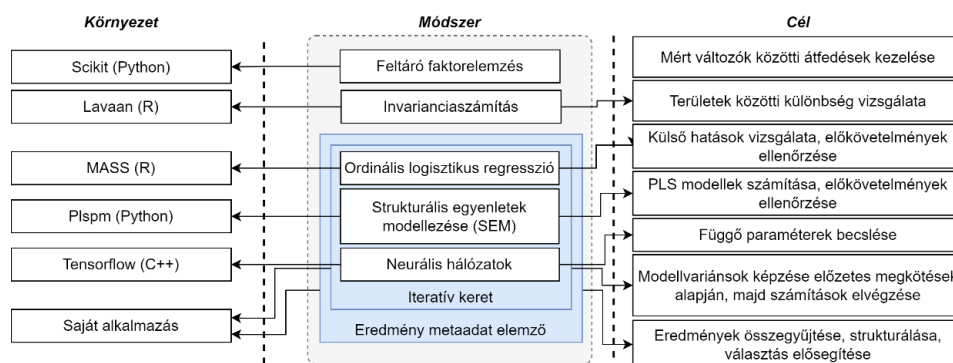 Környezet
Módszer
Cél
Scikit (Python)
Feltáró faktorelemzés
Mért változók közötti átfedések kezelése
Lavaan (R)
Invarianciaszámítás
Területek közötti különbség vizsgálata
MASS (R)
Ordinális logisztikus regresszió
Külső hatások vizsgálata, előkövetelmények
ellenőrzése
Plspm (Python)
Strukturális egyenletek
modellezése (SEM)
PLS modellek számítása, előkövetelmények
ellenőrzése
Tensorflow (C++)
Neurális hálózatok
Függő paraméterek becslése
Iteratív keret
Modellvariánsok képzése előzetes megkötések
alapján, majd számítások elvégzése
Saját alkalmazás
Eredmény metaadat elemző
Eredmények összegyűjtése, strukturálása,
választás elősegítése